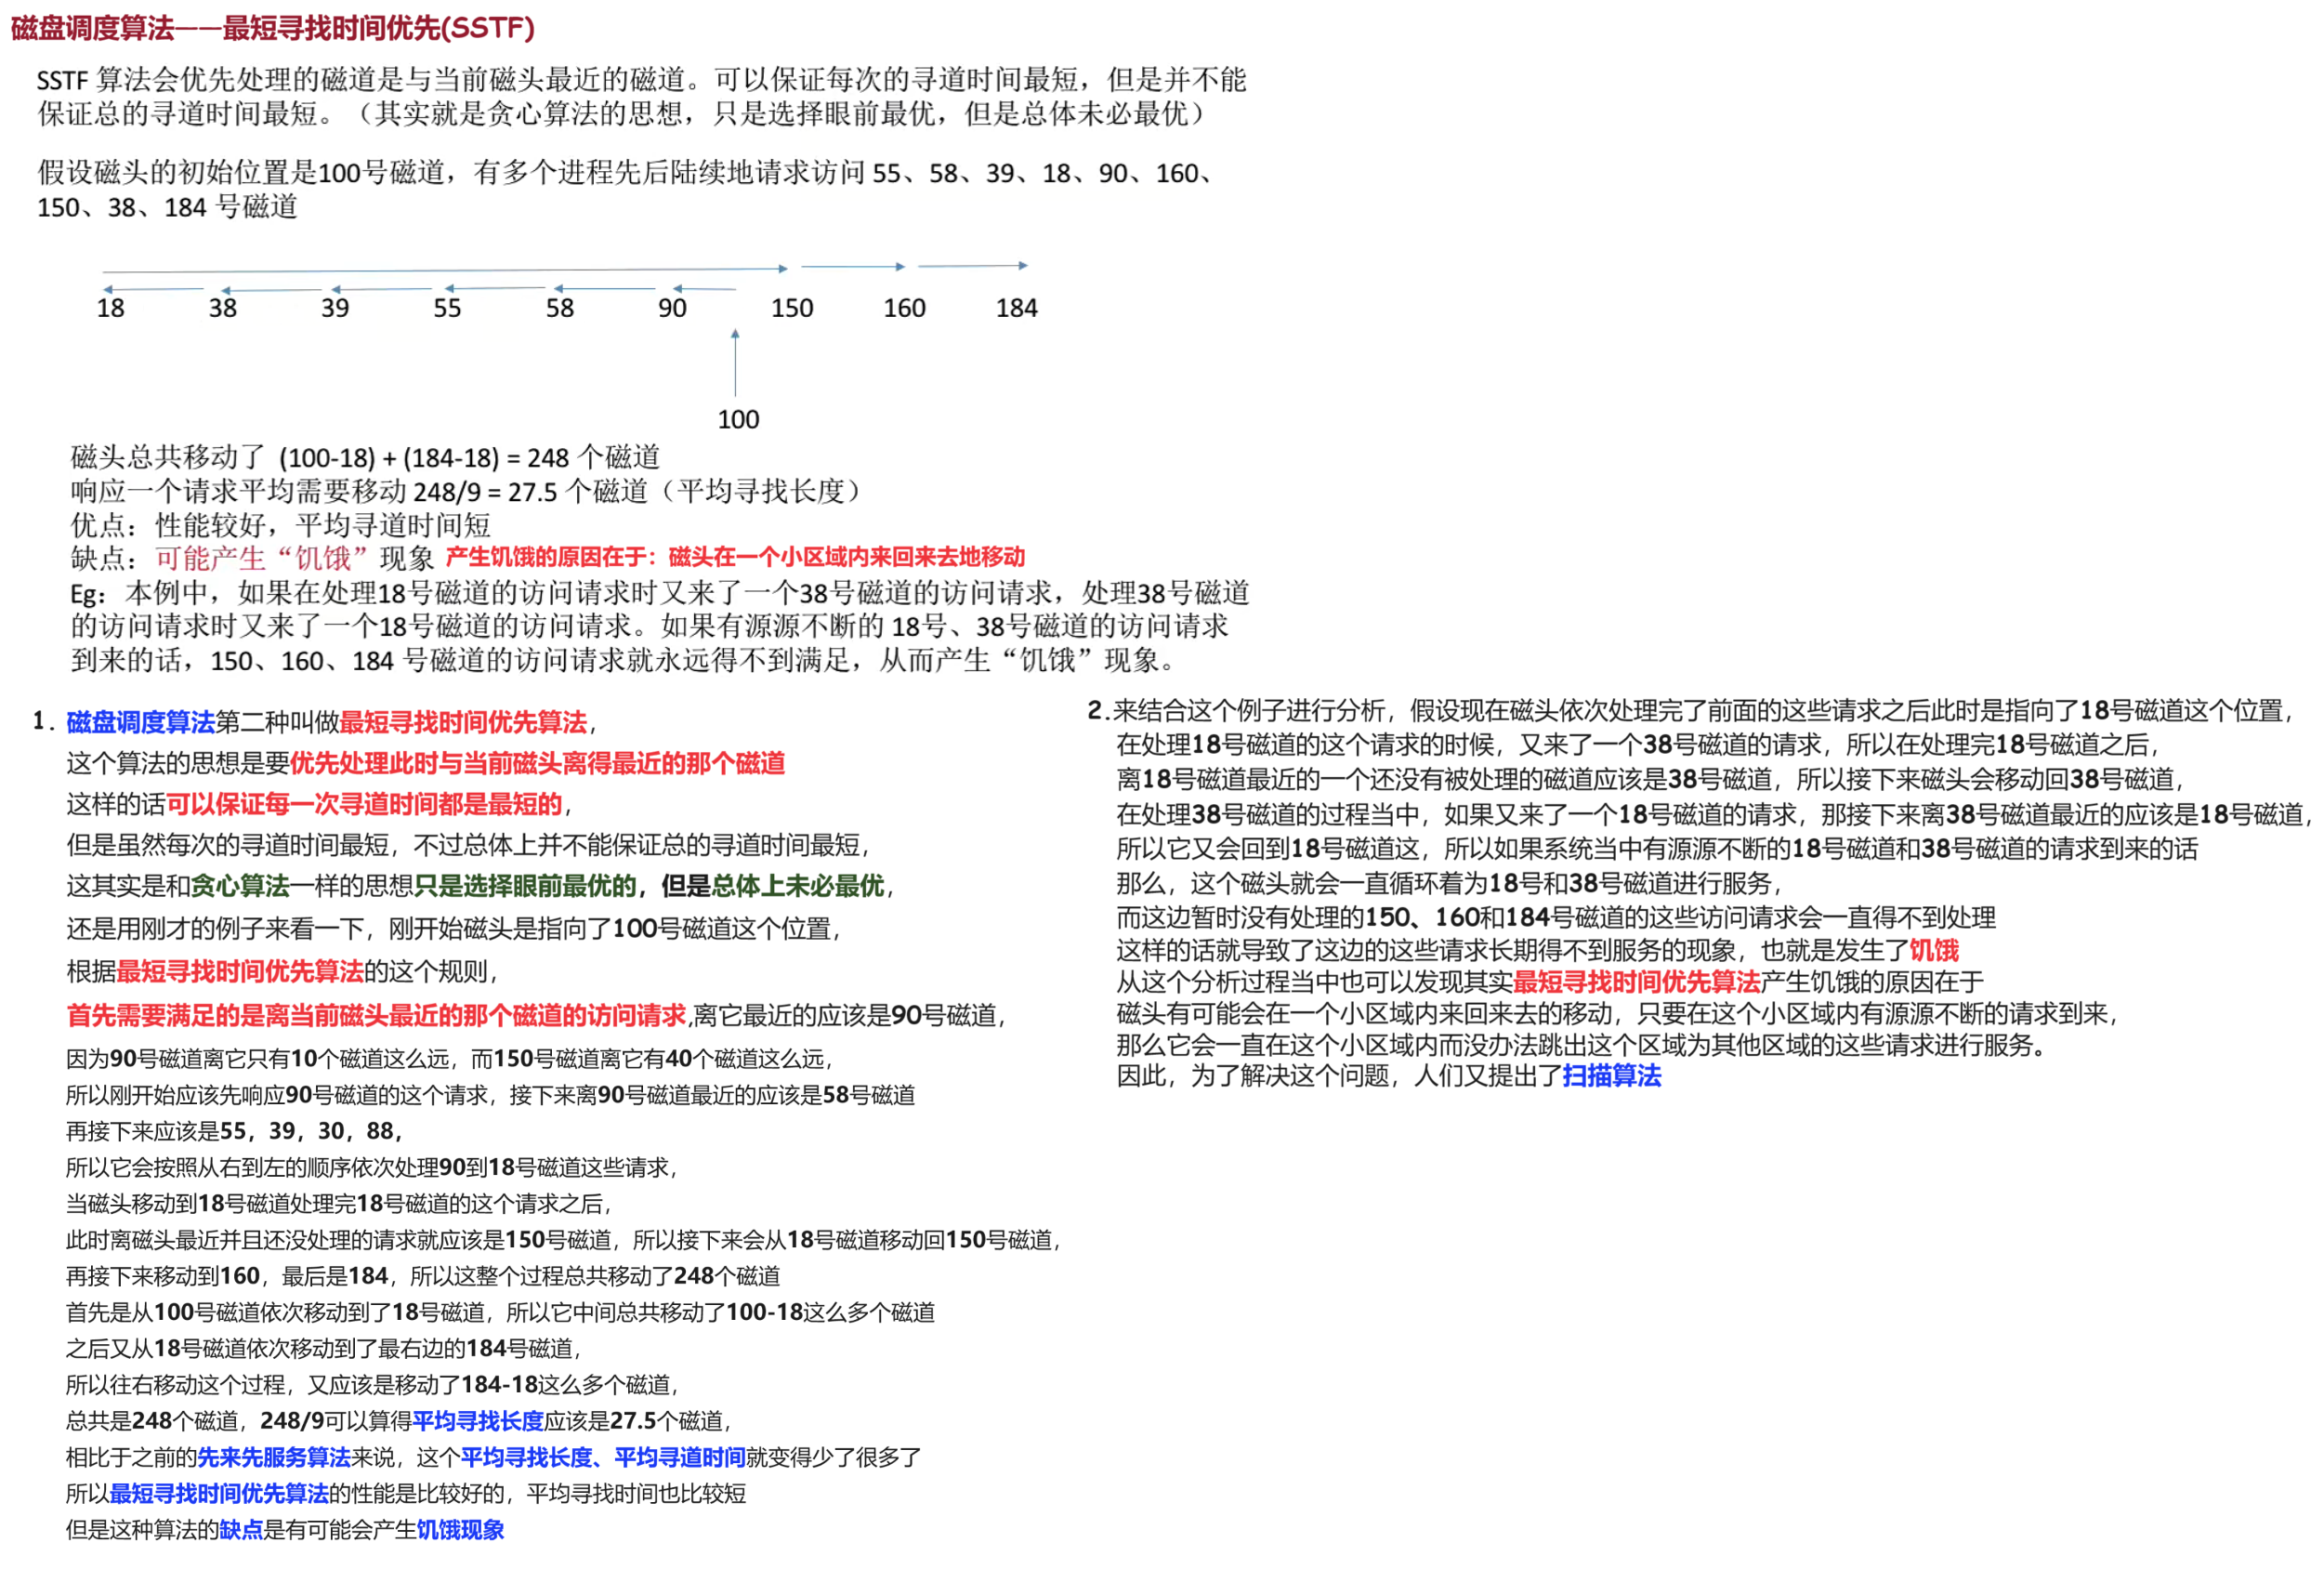 磁盘调度算法——最短寻找时间优先(SSTF)
SSTF 算法会优先处理的磁道是与当前磁头最近的磁道。可以保证每次的寻道时间最短，但是并不能
保证总的寻道时间最短。（其实就是贪心算法的思想，只是选择眼前最优，但是总体未必最优）
假设磁头的初始位置是100号磁道，有多个进程先后陆续地请求访问 55、58、39、18、90、160、
150、38、184 号磁道
18 38 39 55 58 90 150 160 184
100
磁头总共移动了 (100-18) + (184-18) = 248 个磁道
响应一个请求平均需要移动 248/9 = 27.5 个磁道（平均寻找长度）
优点：性能较好，平均寻道时间短
缺点：可能产生“饥饿”现象 产生饥饿的原因在于：磁头在一个小区域内来回来去地移动
Eg：本例中，如果在处理18号磁道的访问请求时又来了一个38号磁道的访问请求，处理38号磁道
的访问请求时又来了一个18号磁道的访问请求。如果有源源不断的 18号、38号磁道的访问请求
到来的话，150、160、184 号磁道的访问请求就永远得不到满足，从而产生“饥饿”现象。
1. 磁盘调度算法第二种叫做最短寻找时间优先算法，
这个算法的思想是要优先处理此时与当前磁头离得最近的那个磁道
这样的话可以保证每一次寻道时间都是最短的，
但是虽然每次的寻道时间最短，不过总体上并不能保证总的寻道时间最短，
这其实是和贪心算法一样的思想只是选择眼前最优的，但是总体上未必最优，
还是用刚才的例子来看一下，刚开始磁头是指向了100号磁道这个位置，
根据最短寻找时间优先算法的这个规则，
首先需要满足的是离当前磁头最近的那个磁道的访问请求,离它最近的应该是90号磁道，
因为90号磁道离它只有10个磁道这么远，而150号磁道离它有40个磁道这么远，
所以刚开始应该先响应90号磁道的这个请求，接下来离90号磁道最近的应该是58号磁道
再接下来应该是55，39，30，88，
所以它会按照从右到左的顺序依次处理90到18号磁道这些请求，
当磁头移动到18号磁道处理完18号磁道的这个请求之后，
此时离磁头最近并且还没处理的请求就应该是150号磁道，所以接下来会从18号磁道移动回150号磁道，
再接下来移动到160，最后是184，所以这整个过程总共移动了248个磁道
首先是从100号磁道依次移动到了18号磁道，所以它中间总共移动了100-18这么多个磁道
之后又从18号磁道依次移动到了最右边的184号磁道，
所以往右移动这个过程，又应该是移动了184-18这么多个磁道，
总共是248个磁道，248/9可以算得平均寻找长度应该是27.5个磁道，
相比于之前的先来先服务算法来说，这个平均寻找长度、平均寻道时间就变得少了很多了
所以最短寻找时间优先算法的性能是比较好的，平均寻找时间也比较短
但是这种算法的缺点是有可能会产生饥饿现象
2.来结合这个例子进行分析，假设现在磁头依次处理完了前面的这些请求之后此时是指向了18号磁道这个位置，
在处理18号磁道的这个请求的时候，又来了一个38号磁道的请求，所以在处理完18号磁道之后，
离18号磁道最近的一个还没有被处理的磁道应该是38号磁道，所以接下来磁头会移动回38号磁道，
在处理38号磁道的过程当中，如果又来了一个18号磁道的请求，那接下来离38号磁道最近的应该是18号磁道，
所以它又会回到18号磁道这，所以如果系统当中有源源不断的18号磁道和38号磁道的请求到来的话
那么，这个磁头就会一直循环着为18号和38号磁道进行服务，
而这边暂时没有处理的150、160和184号磁道的这些访问请求会一直得不到处理
这样的话就导致了这边的这些请求长期得不到服务的现象，也就是发生了饥饿
从这个分析过程当中也可以发现其实最短寻找时间优先算法产生饥饿的原因在于
磁头有可能会在一个小区域内来回来去的移动，只要在这个小区域内有源源不断的请求到来，
那么它会一直在这个小区域内而没办法跳出这个区域为其他区域的这些请求进行服务。
因此，为了解决这个问题，人们又提出了扫描算法